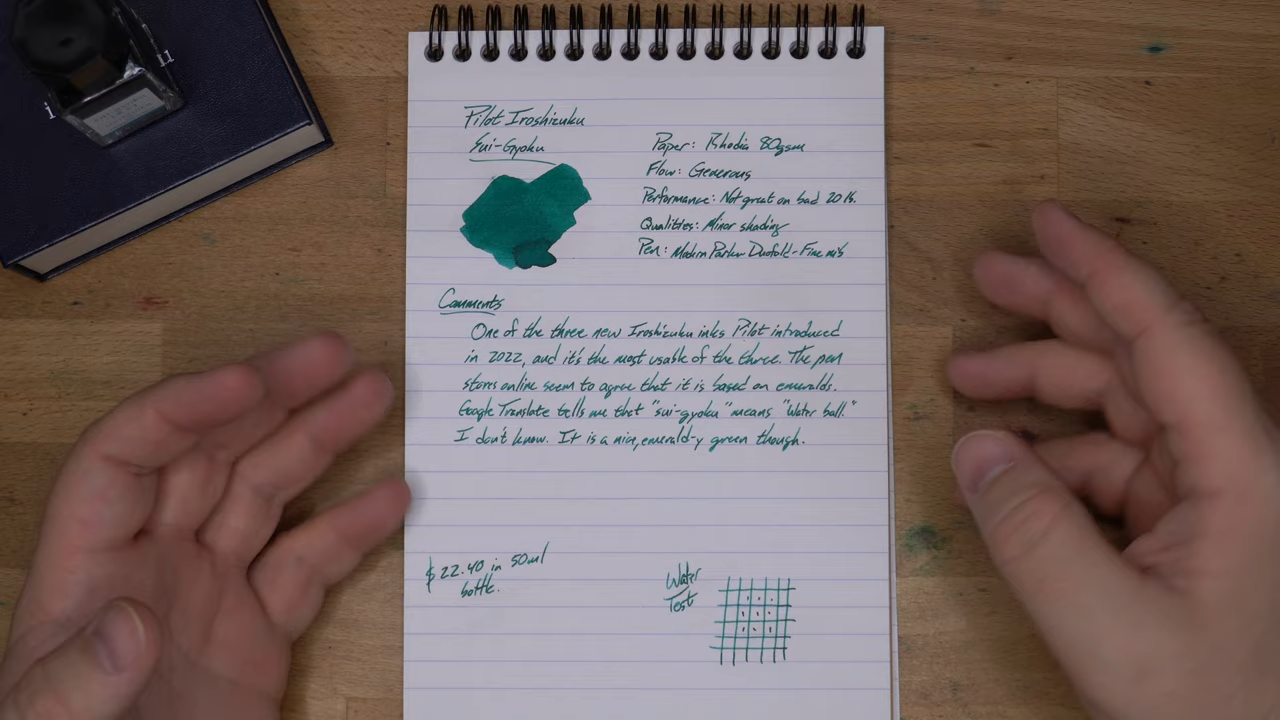 Pilot Iroshizuku
Sui-Gyoku
Paper: Rhodia 80gsm
Flow: Generous
Performance: Not great on bad 20 lb.
Qualities: Minor shading
Pen: Modern Parker Duofold - Fine nib
Comments
One of the three new Iroshizuku inks Pilot introduced
in 2022, and it's the most usable of the three. The pen
stores online seem to agree that it is based on emeralds.
Google Translate tells me that "sui-gyoku" means "Water ball."
I don't know. It is a nice, emerald-y green though.
$22.40 in 50ml
bottle.
Water
Test